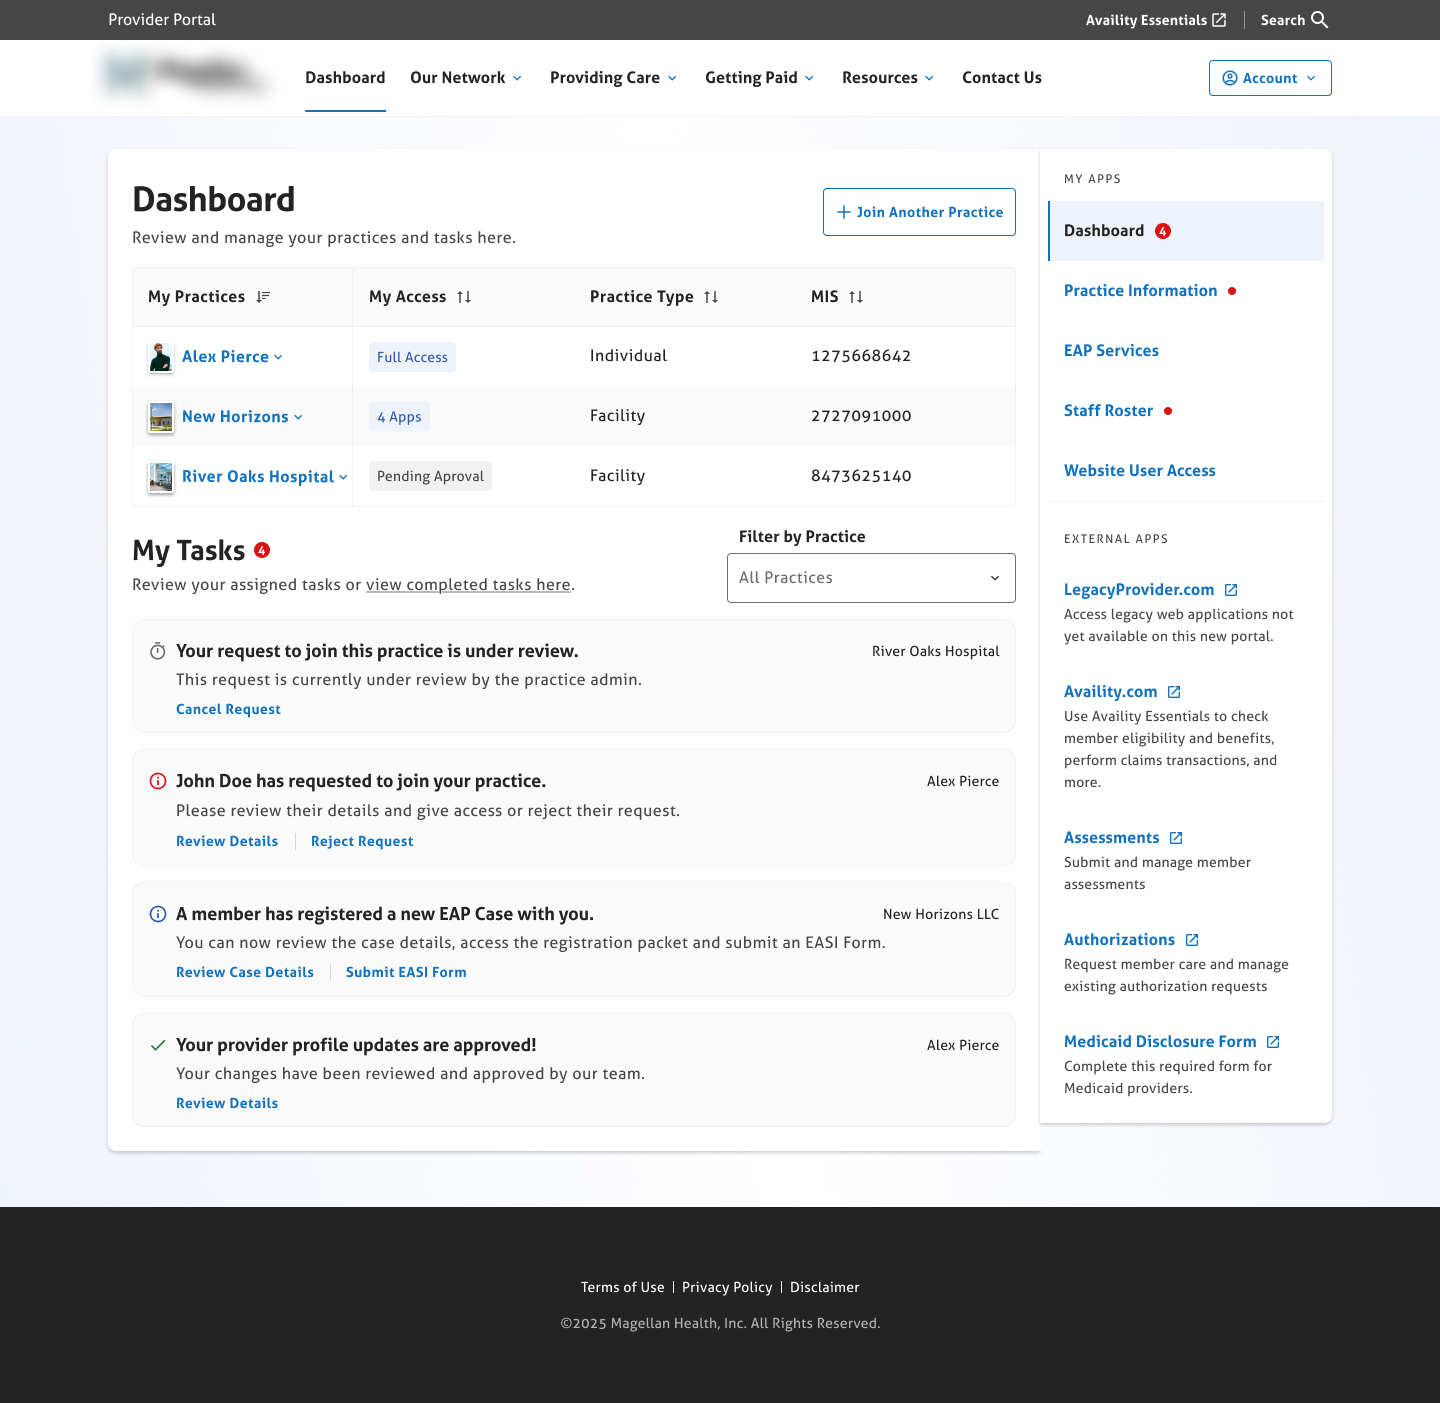 Provider Portal
Availity Essentials
Search
Dashboard
Our Network
Providing Care
Getting Paid
Resources
Contact Us
Account
Dashboard
Review and manage your practices and tasks here.
Join Another Practice
My Practices
My Access
Practice Type
MIS
Alex Pierce
Full Access
Individual
1275668642
New Horizons
4 Apps
Facility
2727091000
River Oaks Hospital
Pending Aproval
Facility
8473625140
My Tasks 4
Review your assigned tasks or view completed tasks here.
Filter by Practice
All Practices
Your request to join this practice is under review.
River Oaks Hospital
This request is currently under review by the practice admin.
Cancel Request
John Doe has requested to join your practice.
Alex Pierce
Please review their details and give access or reject their request.
Review Details
Reject Request
A member has registered a new EAP Case with you.
New Horizons LLC
You can now review the case details, access the registration packet and submit an EASI Form.
Review Case Details
Submit EASI Form
Your provider profile updates are approved!
Alex Pierce
Your changes have been reviewed and approved by our team.
Review Details
MY APPS
Dashboard 4
Practice Information
EAP Services
Staff Roster
Website User Access
EXTERNAL APPS
LegacyProvider.com
Access legacy web applications not
yet available on this new portal.
Availity.com
Use Availity Essentials to check
member eligibility and benefits,
perform claims transactions, and
more.
Assessments
Submit and manage member
assessments
Authorizations
Request member care and manage
existing authorization requests
Medicaid Disclosure Form
Complete this required form for
Medicaid providers.
Terms of Use | Privacy Policy | Disclaimer
©2025 Magellan Health, Inc. All Rights Reserved.